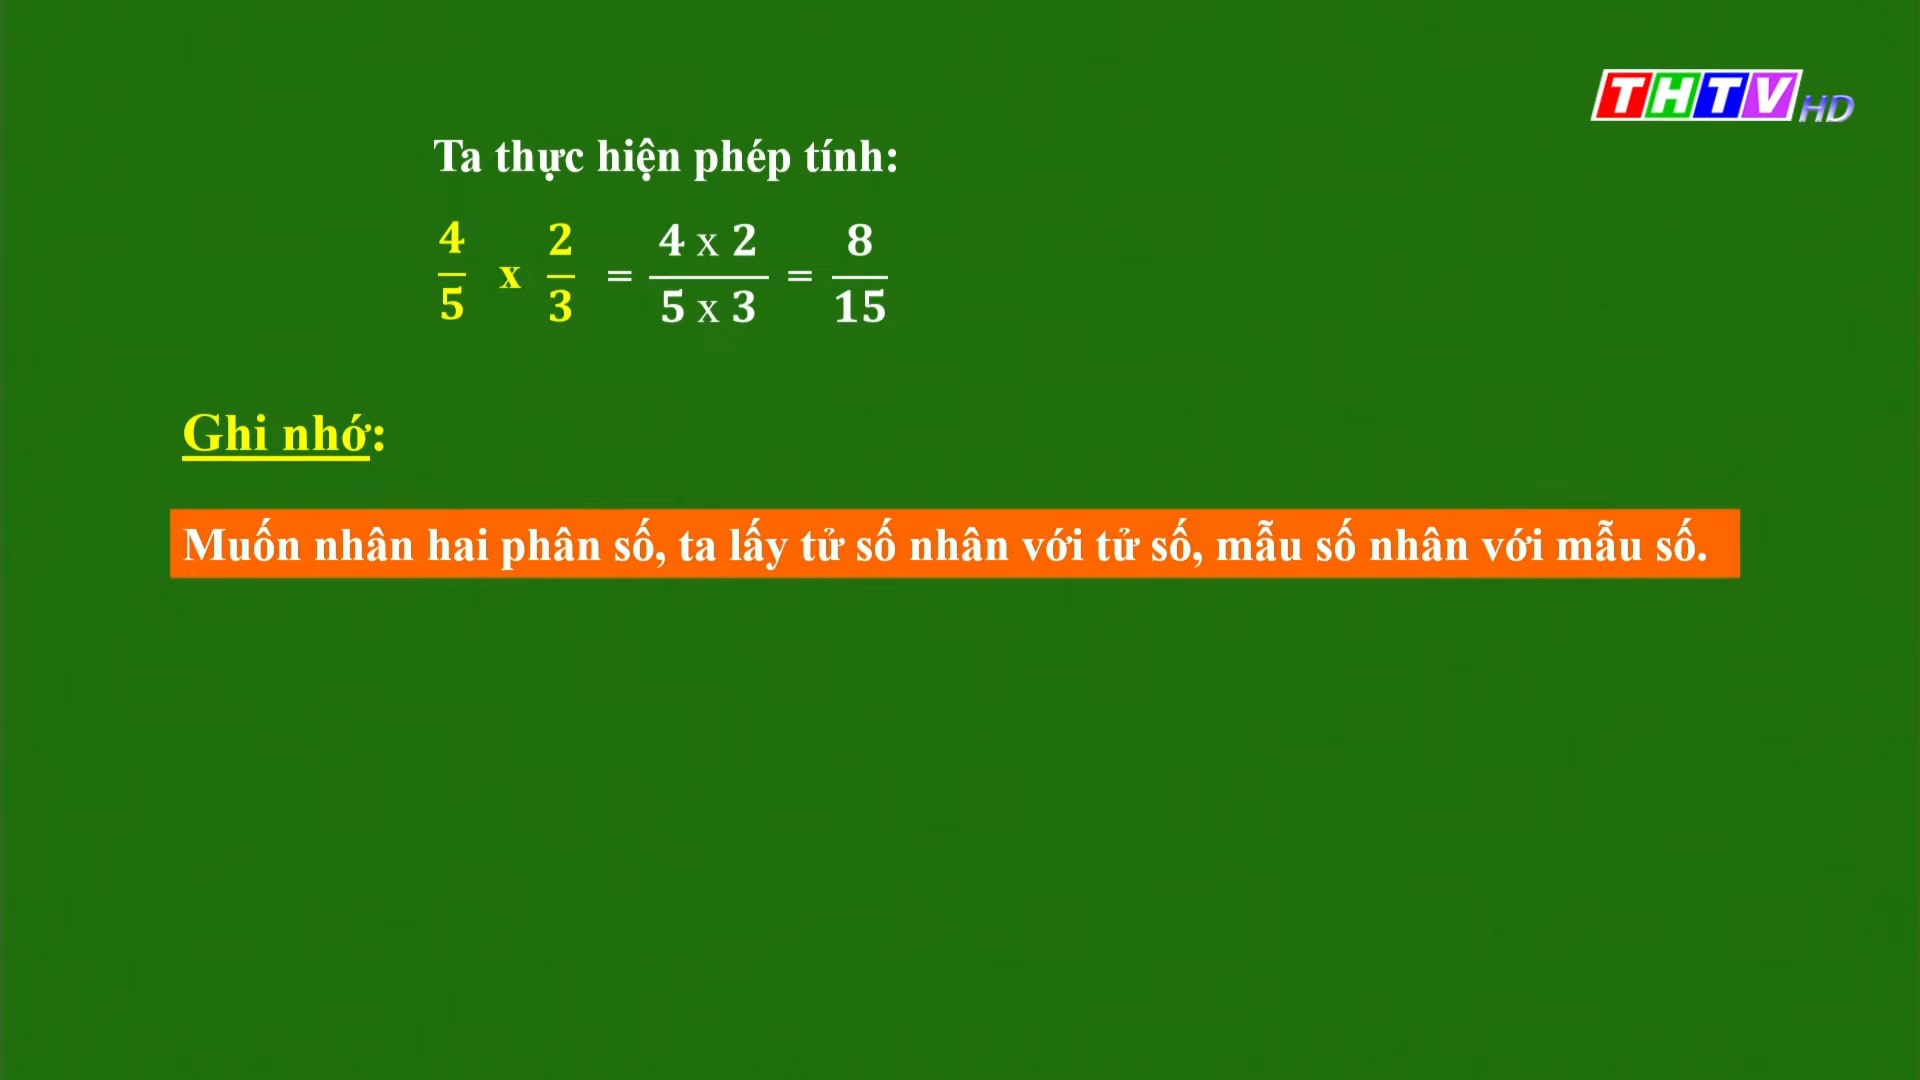 THTV HD
Ta thực hiện phép tính:
4/5 x 2/3 = 4 x 2 / 5 x 3 = 8/15
Ghi nhớ:
Muốn nhân hai phân số, ta lấy tử số nhân với tử số, mẫu số nhân với mẫu số.